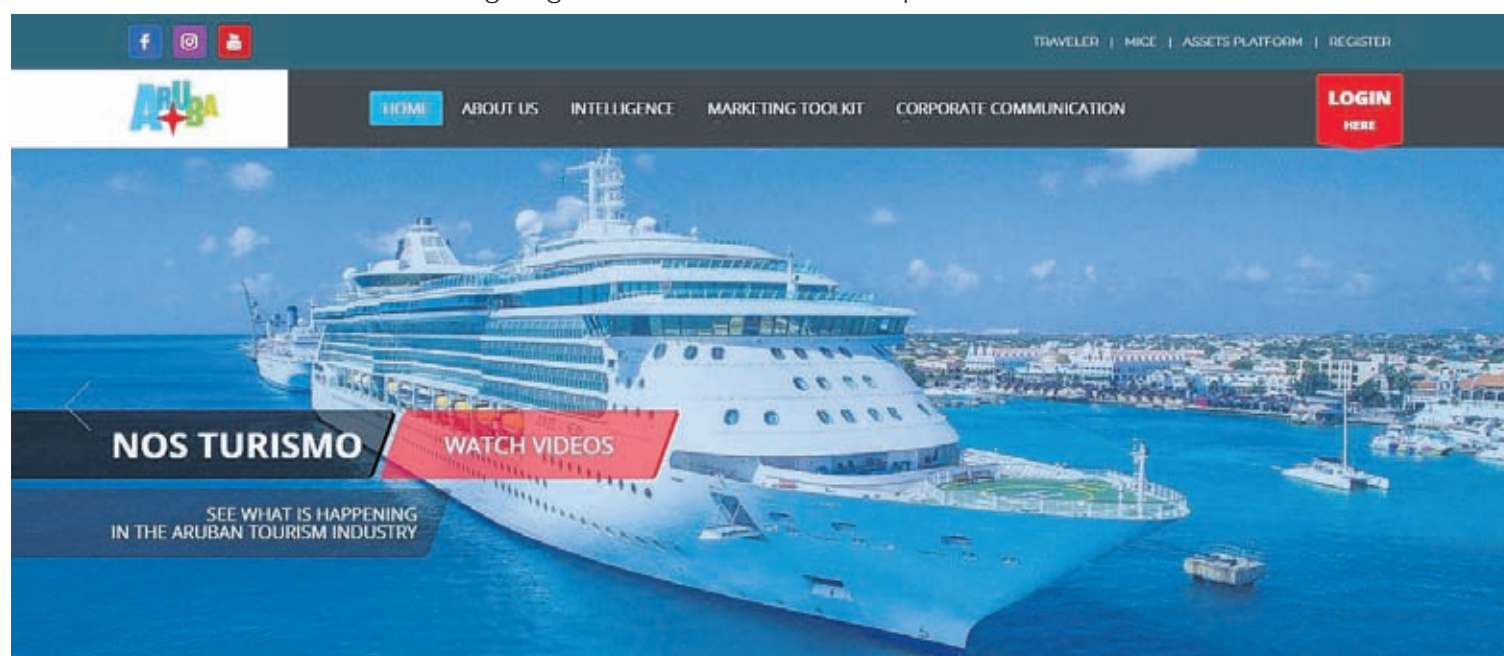 TRAVELER | MICE | ASSETS PLATFORM | REGISTER
ARUBA
HOME ABOUT US INTELLIGENCE MARKETING TOOLKIT CORPORATE COMMUNICATION
LOGIN
HERE
NOS TURISMO
WATCH VIDEOS
SEE WHAT IS HAPPENING
IN THE ARUBAN TOURISM INDUSTRY